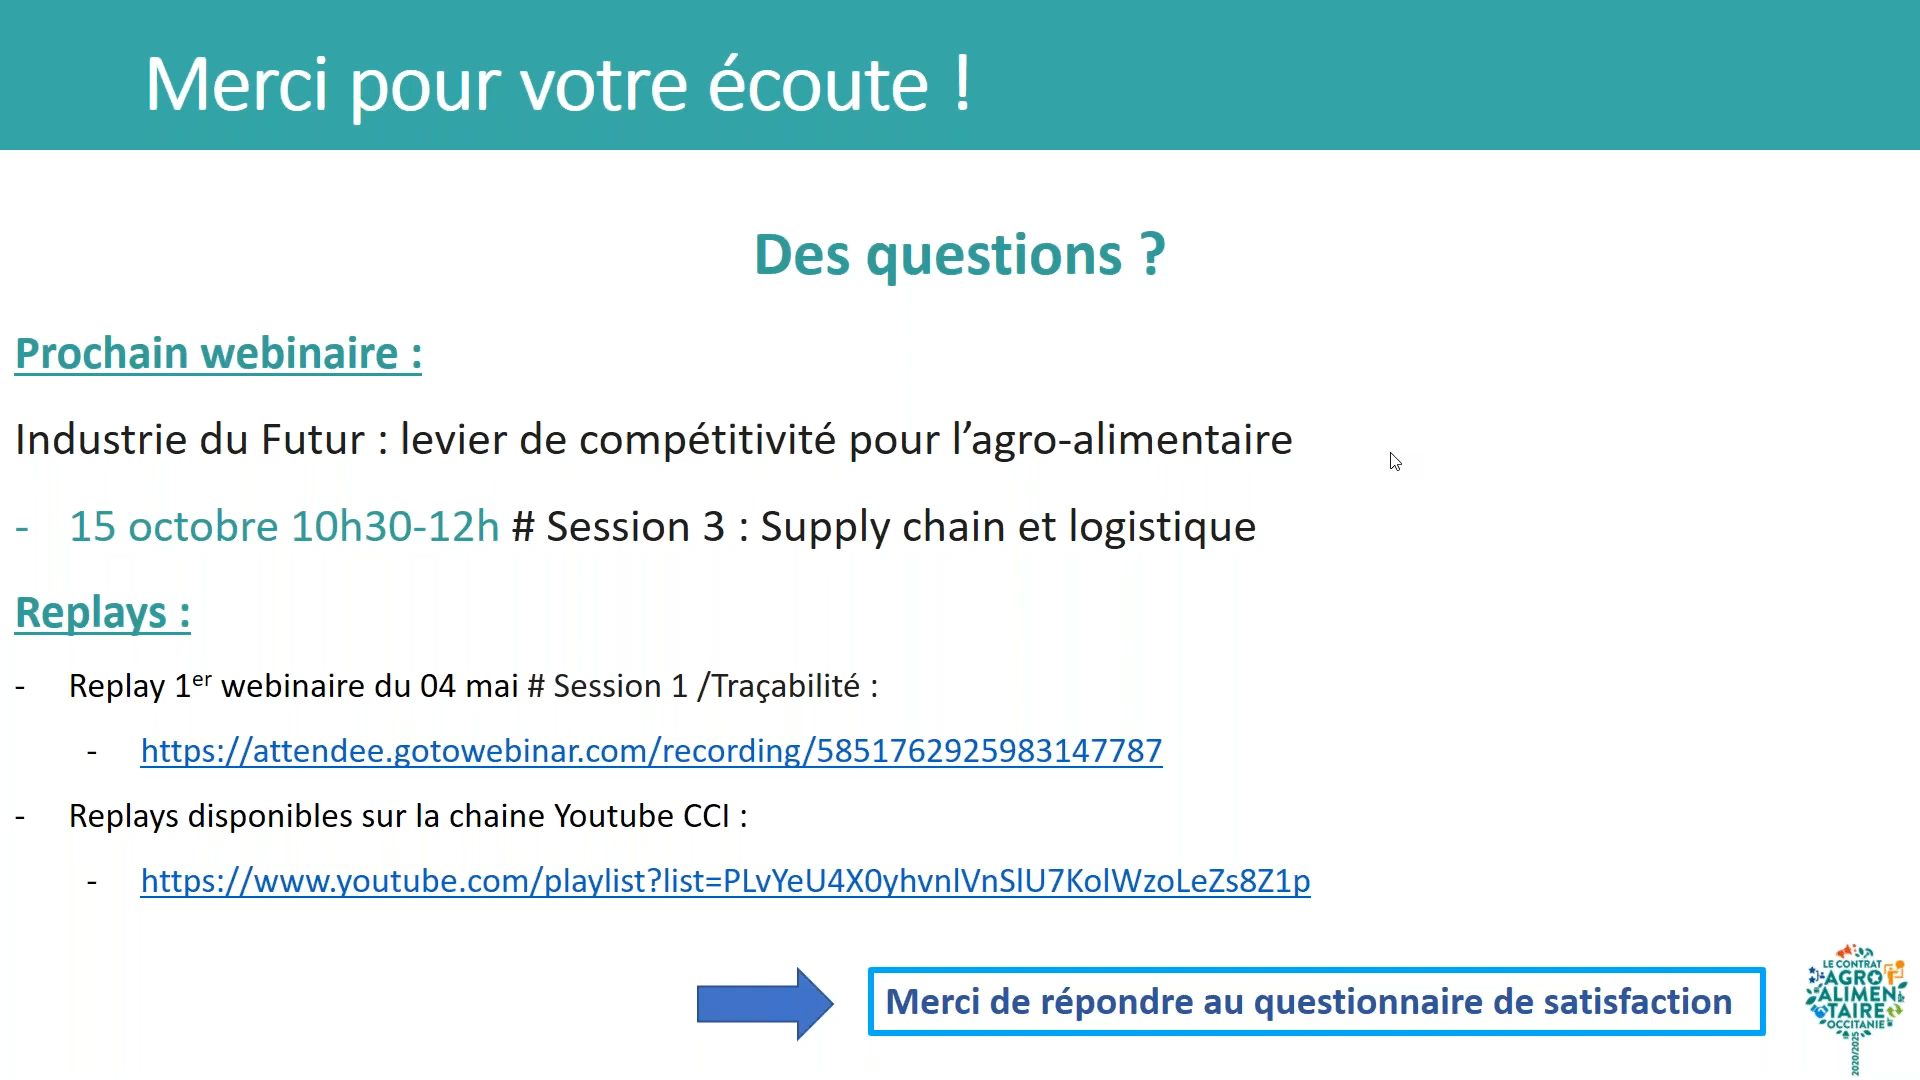 Merci pour votre écoute !
Des questions ?
Prochain webinaire :
Industrie du Futur : levier de compétitivité pour l’agro-alimentaire
- 15 octobre 10h30-12h # Session 3 : Supply chain et logistique
Replays :
- Replay 1er webinaire du 04 mai # Session 1 /Traçabilité :
- https://attendee.gotowebinar.com/recording/5851762925983147787
- Replays disponibles sur la chaine Youtube CCI :
- https://www.youtube.com/playlist?list=PLvYeU4X0yhvnlVnSlU7KolWzoLeZs8Z1p
Merci de répondre au questionnaire de satisfaction
LE CONTRAT
AGRO
ALIMEN
TAIRE
OCCITANIE
2020/2025